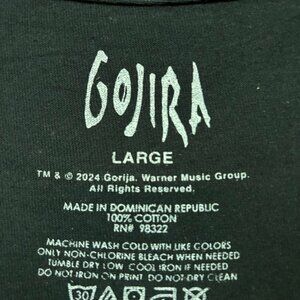 GOJIRA
LARGE
TM & © 2024 Gorija. Warner Music Group.
All Rights Reserved.
MADE IN DOMINICAN REPUBLIC
100% COTTON
RN# 98322
MACHINE WASH COLD WITH LIKE COLORS
ONLY NON-CHLORINE BLEACH WHEN NEEDED
TUMBLE DRY LOW COOL IRON IF NEEDED
DO NOT IRON ON PRINT DO NOT DRY CLEAN
30